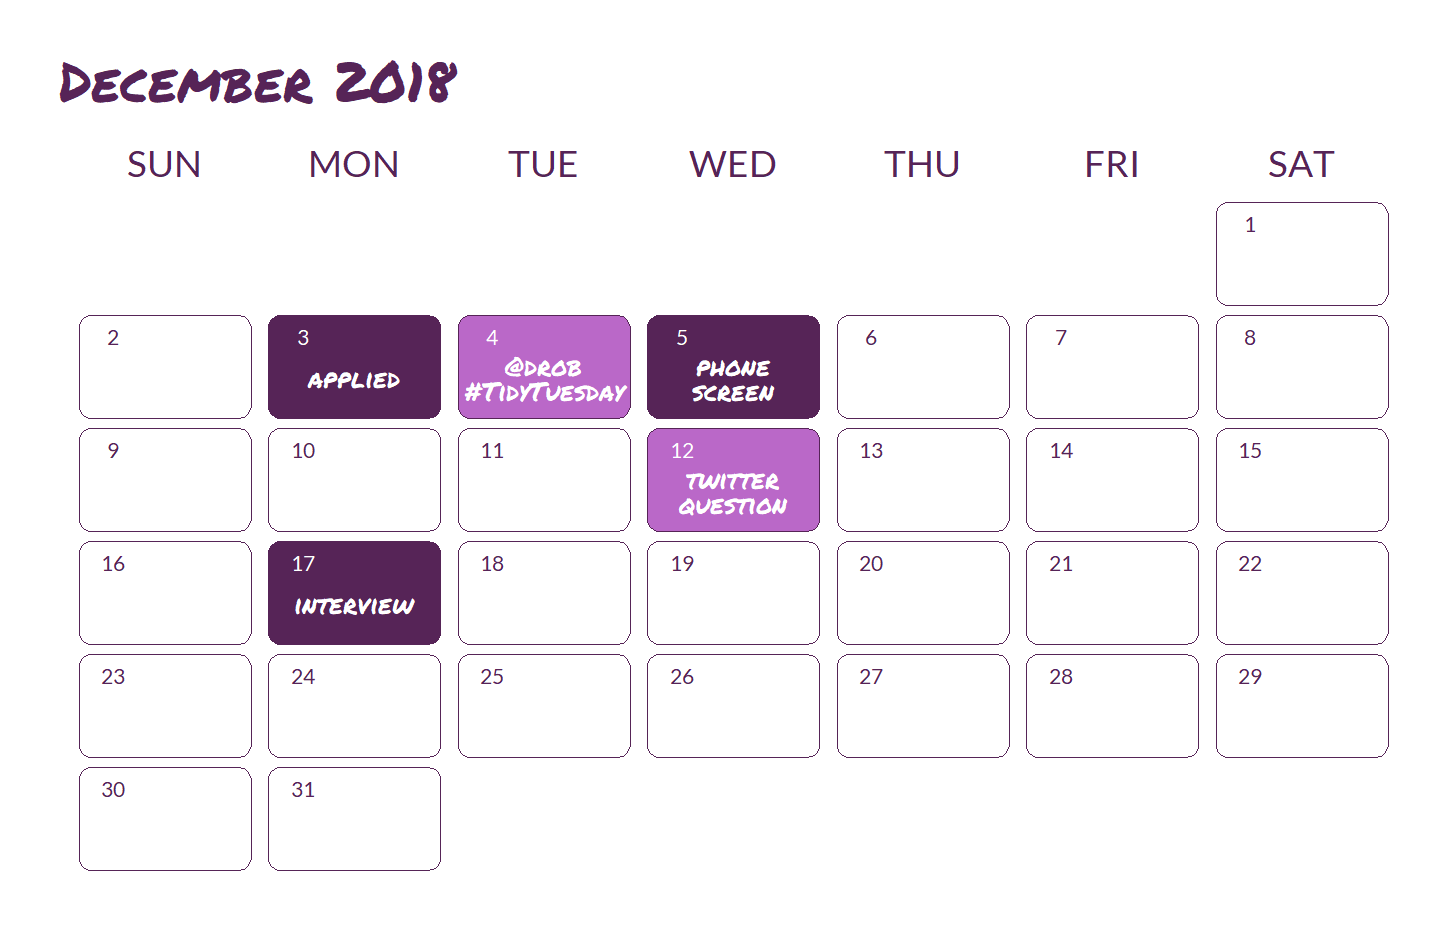 December 2018
SUN MON TUE WED THU FRI SAT
1
2 3 4 5 6 7 8
APPLIED
@DROB
#TidyTuesday
PHONE
SCREEN
9 10 11 12 13 14 15
TWITTER
QUESTION
16 17 18 19 20 21 22
INTERVIEW
23 24 25 26 27 28 29
30 31